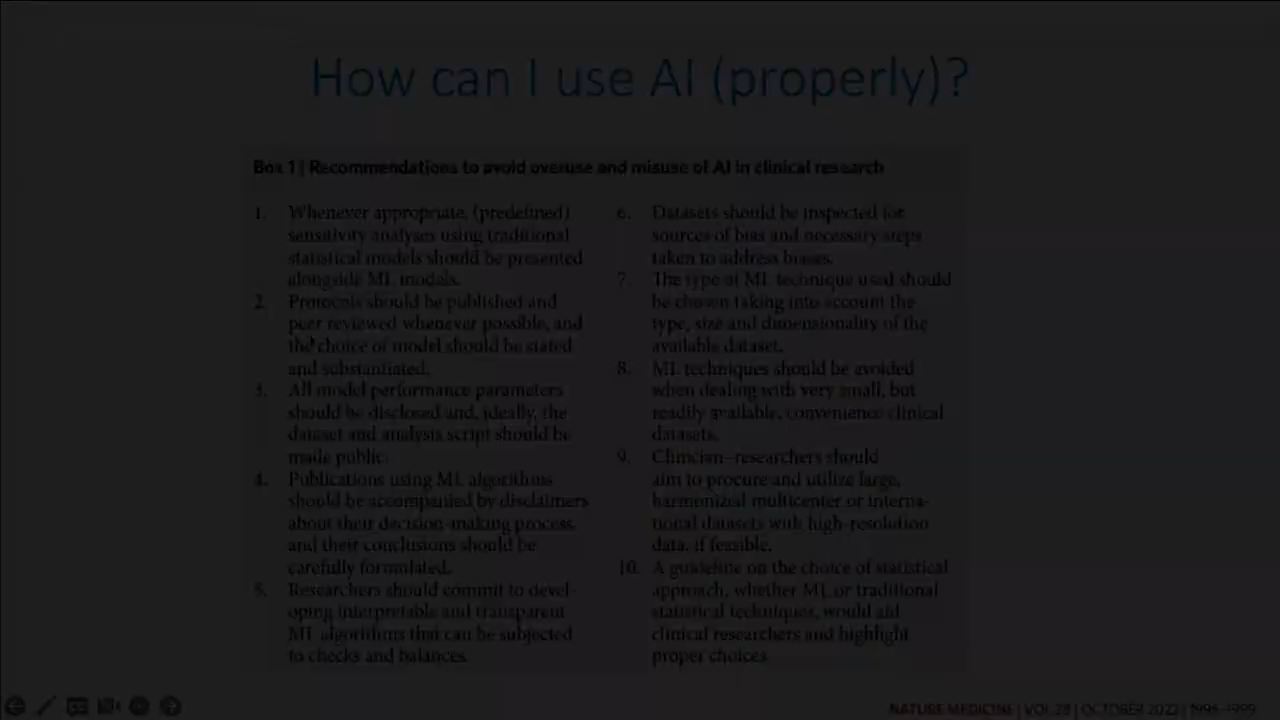 How can I use AI (properly)?
Box 1 | Recommendations to avoid overuse and misuse of AI in clinical research
1. Whenever appropriate, (predefined)
sensitivity analyses using traditional
statistical models should be presented
alongside ML models.
2. Protocols should be published and
peer reviewed whenever possible, and
the choice of model should be stated
and substantiated.
3. All model performance parameters
should be disclosed and, ideally, the
dataset and analysis script should be
made public.
4. Publications using ML algorithms
should be accompanied by disclaimers
about their decision-making process,
and their conclusions should be
carefully formulated.
5. Researchers should commit to devel-
oping interpretable and transparent
ML algorithms that can be subjected
to checks and balances.
6. Datasets should be inspected for
sources of bias and necessary steps
taken to address biases.
7. The type of ML technique used should
be chosen taking into account the
type, size and dimensionality of the
available dataset.
8. ML techniques should be avoided
when dealing with very small, but
readily available, convenience clinical
datasets.
9. Clinician–researchers should
aim to procure and utilize large,
harmonized multicenter or interna-
tional datasets with high-resolution
data, if feasible.
10. A guideline on the choice of statistical
approach, whether ML or traditional
statistical techniques, would aid
clinical researchers and highlight
proper choices.
NATURE MEDICINE | VOL 28 | OCTOBER 2022 | 1996–1999